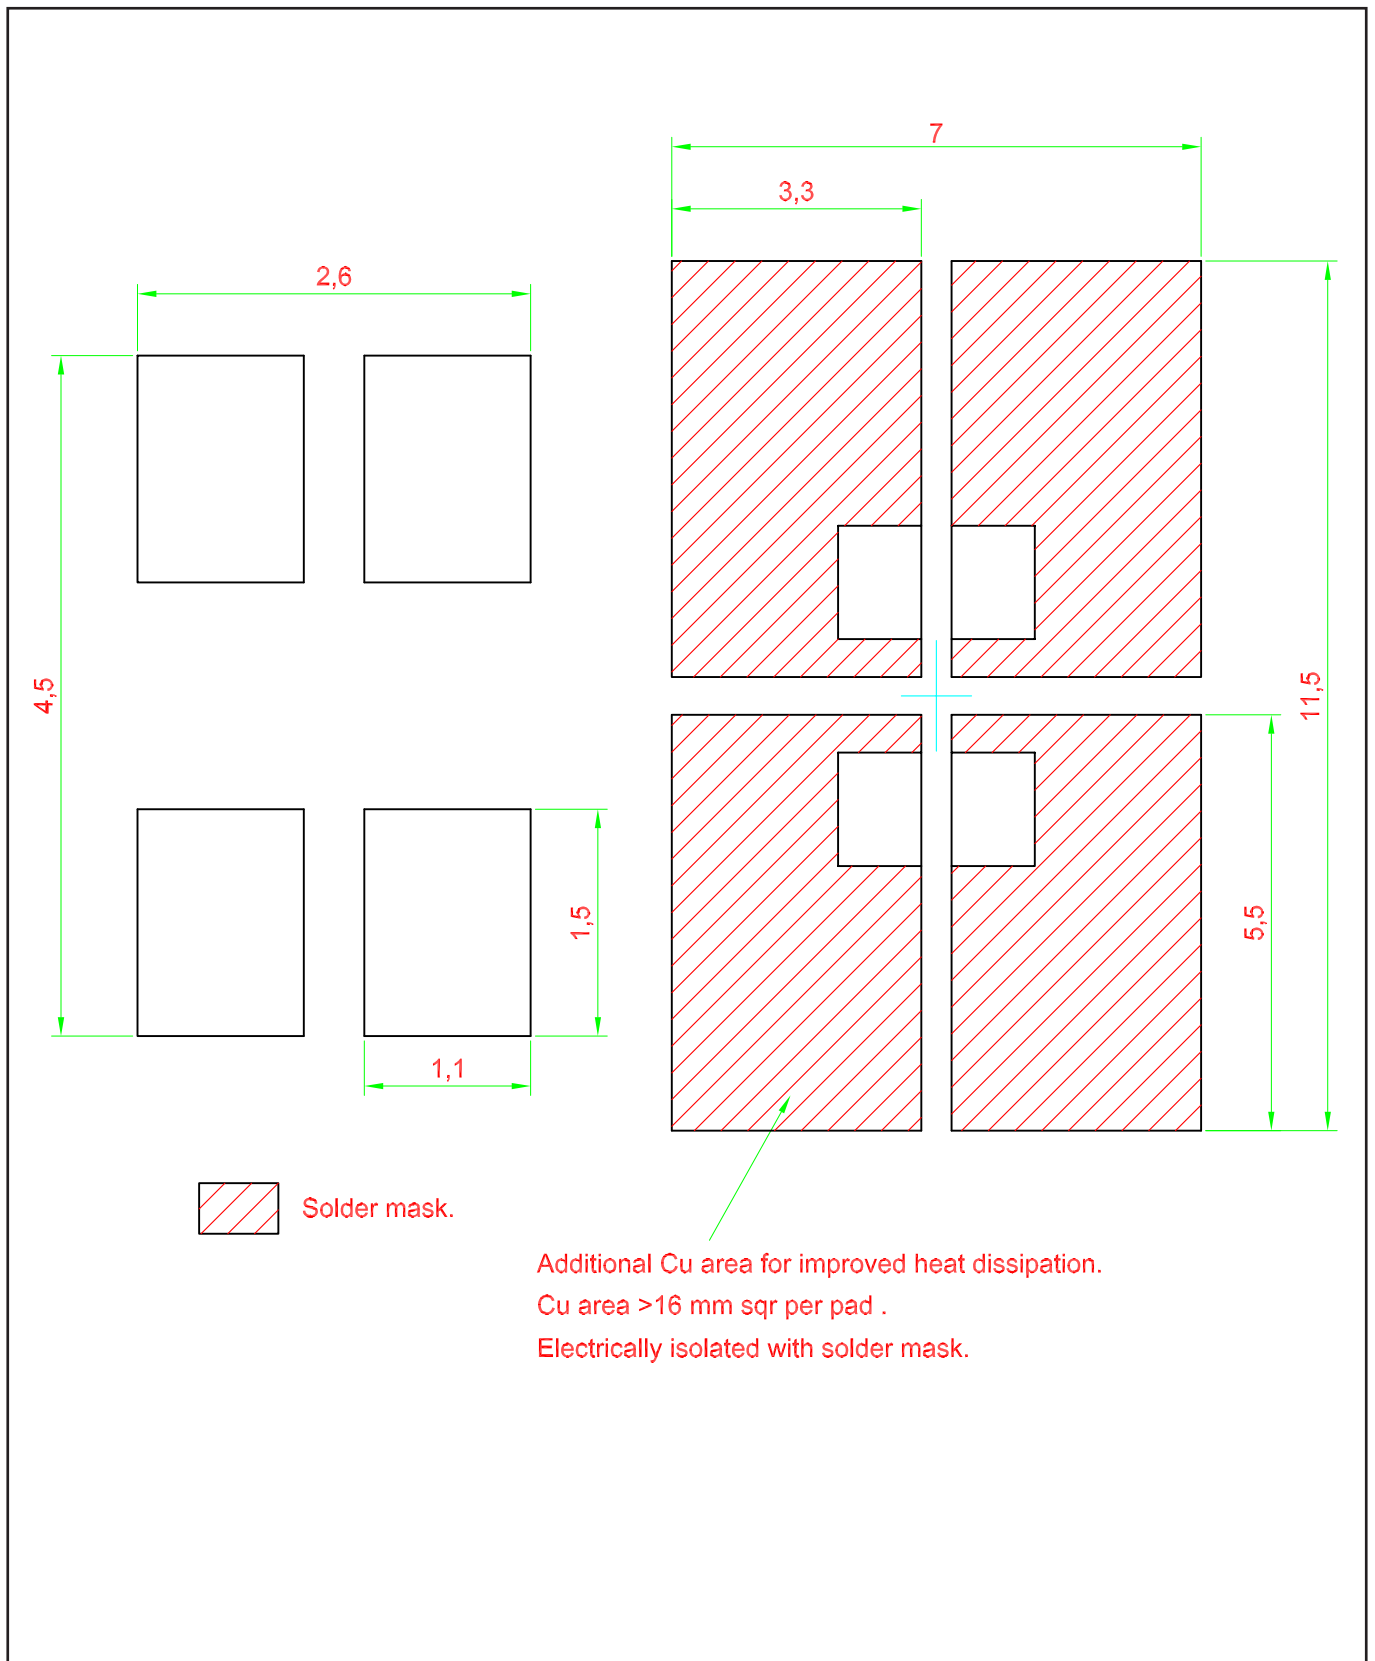 7
3,3
2,6
4,5
11,5
5,5
1,5
1,1
Solder mask.
Additional Cu area for improved heat dissipation.
Cu area >16 mm sqr per pad .
Electrically isolated with solder mask.